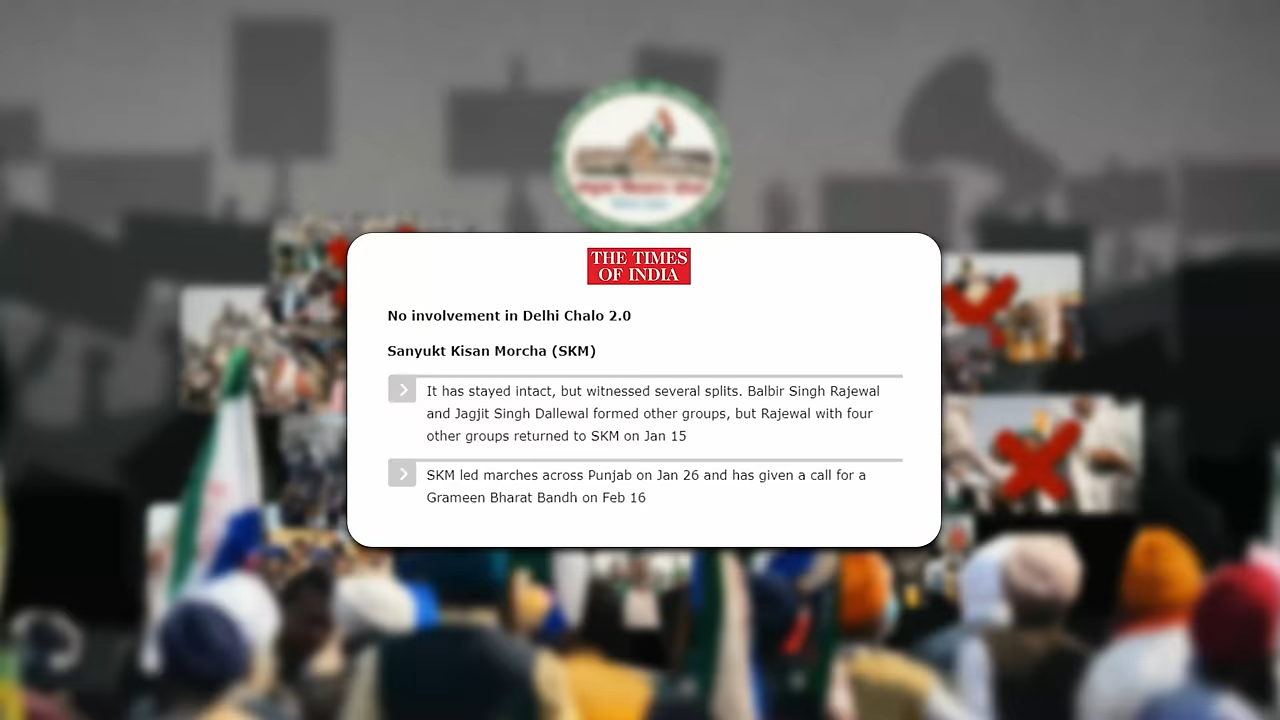 THE TIMES
OF INDIA
No involvement in Delhi Chalo 2.0
Sanyukt Kisan Morcha (SKM)
It has stayed intact, but witnessed several splits. Balbir Singh Rajewal
and Jagjit Singh Dallewal formed other groups, but Rajewal with four
other groups returned to SKM on Jan 15
SKM led marches across Punjab on Jan 26 and has given a call for a
Grameen Bharat Bandh on Feb 16